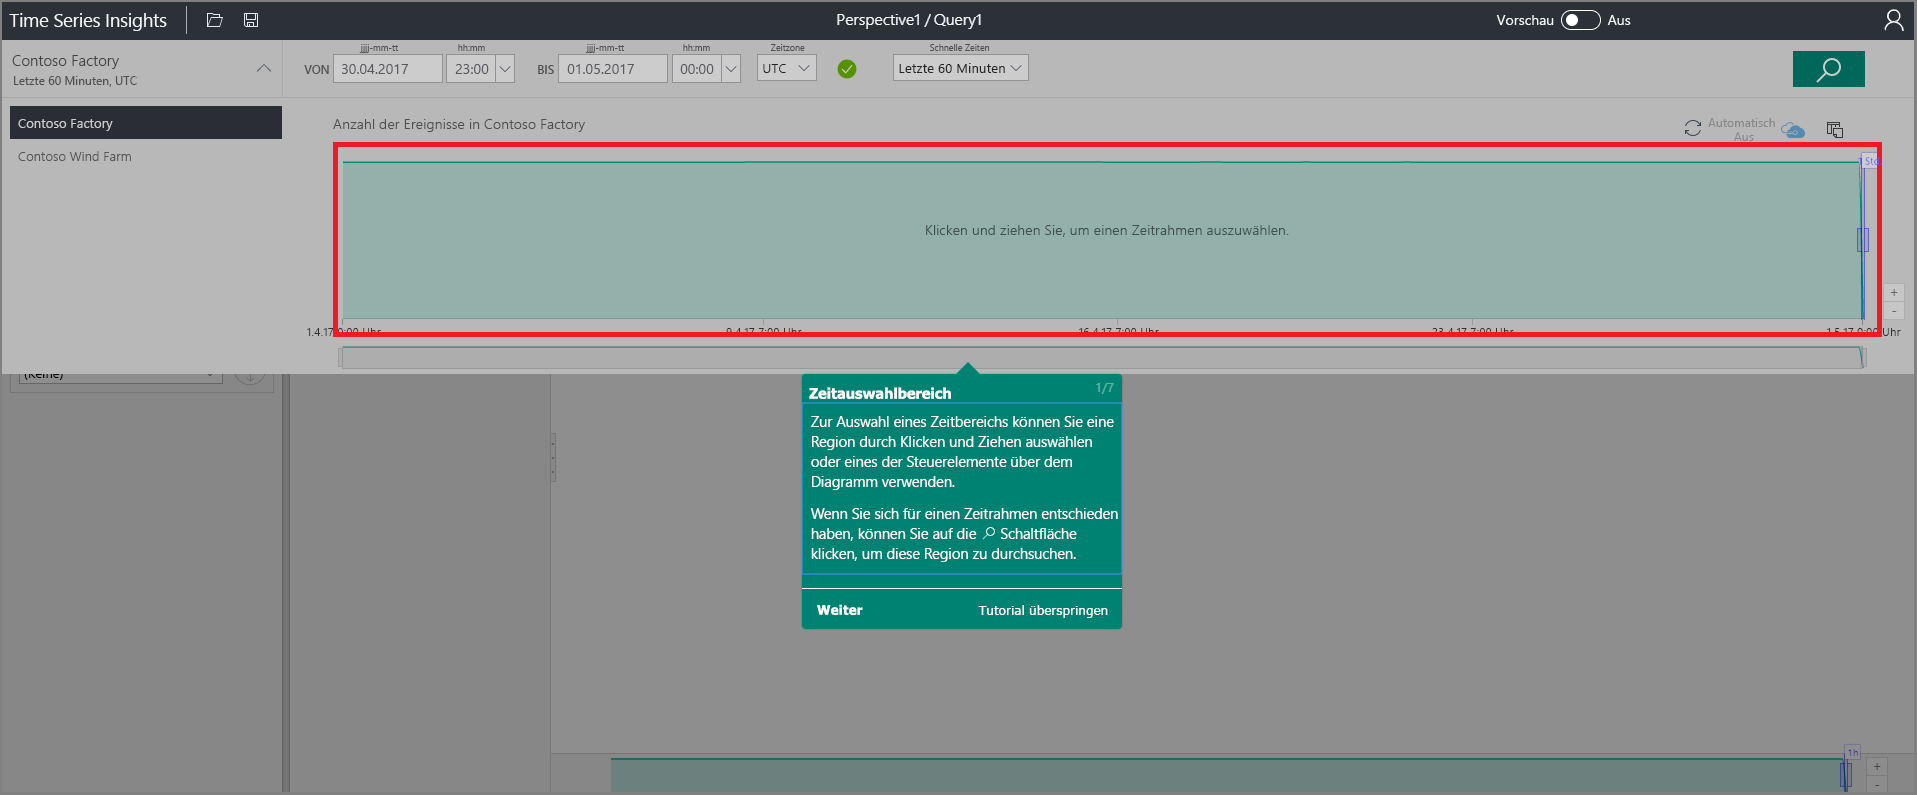 Time Series Insights
Perspective1 / Query1
Vorschau Aus
Contoso Factory
Letzte 60 Minuten, UTC
jjjj-mm-tt hh:mm jjjj-mm-tt hh:mm Zeitzone Schnelle Zeiten
VON 30.04.2017 23:00 BIS 01.05.2017 00:00 UTC Letzte 60 Minuten
Contoso Factory
Contoso Wind Farm
Anzahl der Ereignisse in Contoso Factory
Automatisch
Aus
Klicken und ziehen Sie, um einen Zeitrahmen auszuwählen.
+
-
1.4.17 0:00 Uhr 9.4.17 7:00 Uhr 16.4.17 7:00 Uhr 23.4.17 7:00 Uhr 1.5.17 0:00 Uhr
(Keine)
Zeitauswahlbereich 1/7
Zur Auswahl eines Zeitbereichs können Sie eine
Region durch Klicken und Ziehen auswählen
oder eines der Steuerelemente über dem
Diagramm verwenden.
Wenn Sie sich für einen Zeitrahmen entschieden
haben, können Sie auf die Schaltfläche
klicken, um diese Region zu durchsuchen.
Weiter Tutorial überspringen
1h
+
-